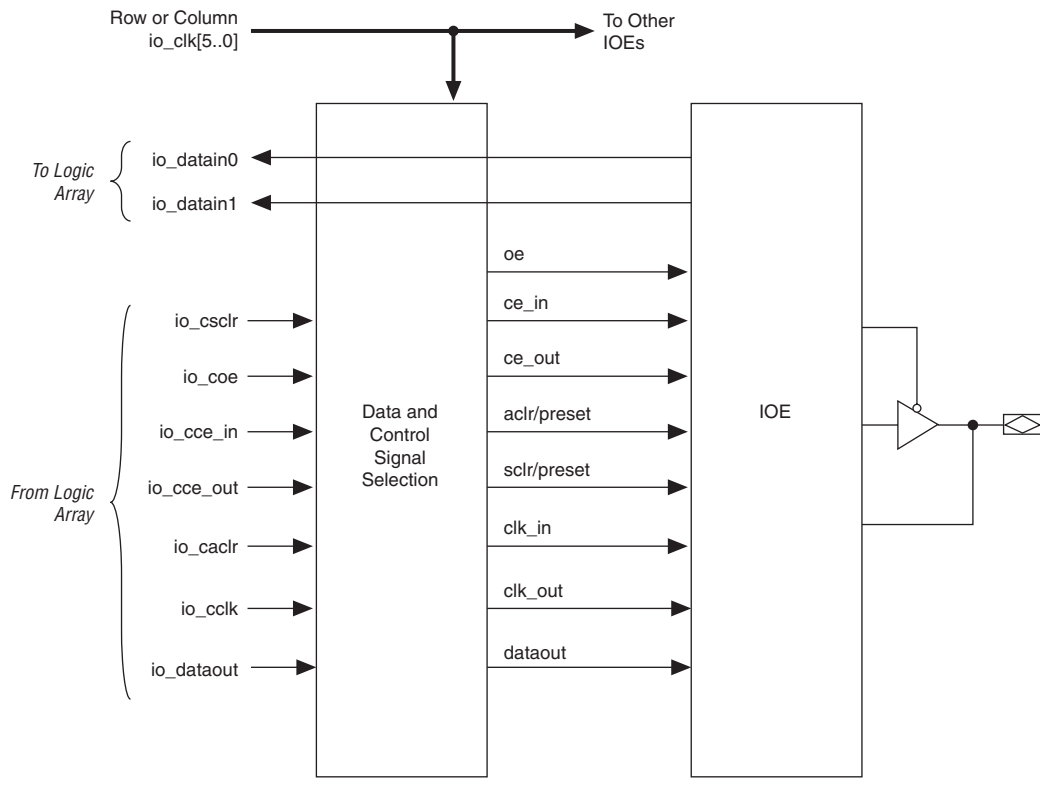 Row or Column
io_clk[5..0]
To Other
IOEs
To Logic
Array
io_datain0
io_datain1
From Logic
Array
io_csclr
io_coe
io_cce_in
io_cce_out
io_caclr
io_cclk
io_dataout
Data and
Control
Signal
Selection
oe
ce_in
ce_out
aclr/preset
sclr/preset
clk_in
clk_out
dataout
IOE